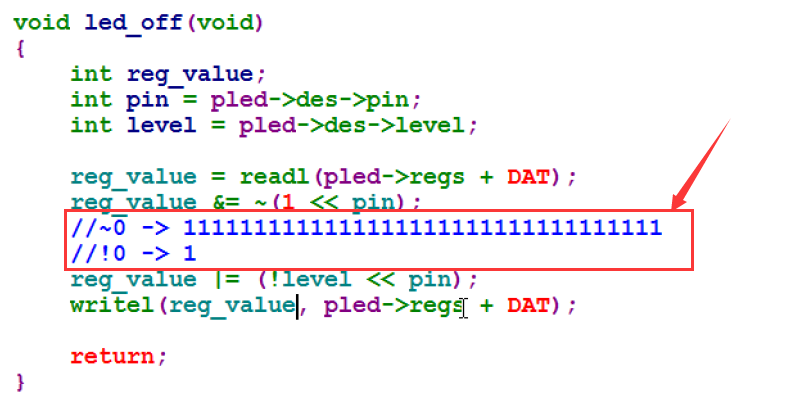 void led_off(void)
{
    int reg_value;
    int pin = pled->des->pin;
    int level = pled->des->level;
    reg_value = readl(pled->regs + DAT);
    reg_value &= ~(1 << pin);
    //~0 -> 1111111111111111111111111111111111
    //!0 -> 1
    reg_value |= (!level << pin);
    writel(reg_value, pled->regs + DAT);
    return;
}